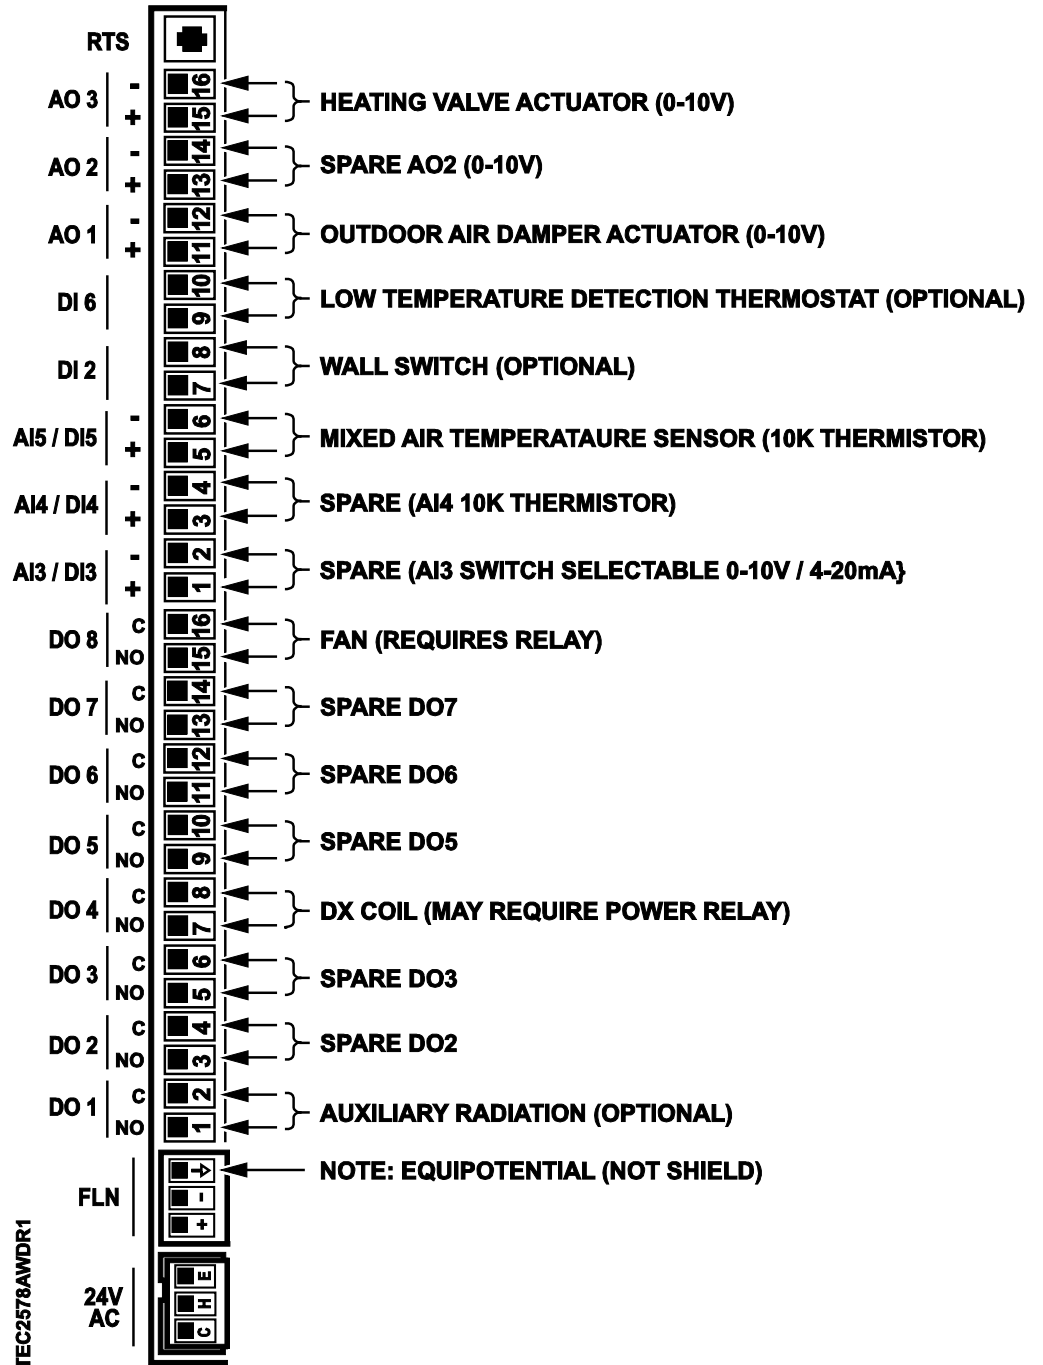 RTS
AO 3 - 16 HEATING VALVE ACTUATOR (0-10V)
+ 15
AO 2 - 14 SPARE AO2 (0-10V)
+ 13
AO 1 - 12 OUTDOOR AIR DAMPER ACTUATOR (0-10V)
+ 11
DI 6 10 LOW TEMPERATURE DETECTION THERMOSTAT (OPTIONAL)
9
DI 2 8 WALL SWITCH (OPTIONAL)
7
AI5 / DI5 - 6 MIXED AIR TEMPERATAURE SENSOR (10K THERMISTOR)
+ 5
AI4 / DI4 - 4 SPARE (AI4 10K THERMISTOR)
+ 3
AI3 / DI3 - 2 SPARE (AI3 SWITCH SELECTABLE 0-10V / 4-20mA}
+ 1
DO 8 C 16 FAN (REQUIRES RELAY)
NO 15
DO 7 C 14 SPARE DO7
NO 13
DO 6 C 12 SPARE DO6
NO 11
DO 5 C 10 SPARE DO5
NO 9
DO 4 C 8 DX COIL (MAY REQUIRE POWER RELAY)
NO 7
DO 3 C 6 SPARE DO3
NO 5
DO 2 C 4 SPARE DO2
NO 3
DO 1 C 2 AUXILIARY RADIATION (OPTIONAL)
NO 1
NOTE: EQUIPOTENTIAL (NOT SHIELD)
FLN -
+
24V
AC
E
H
C
TEC2578AWDR1